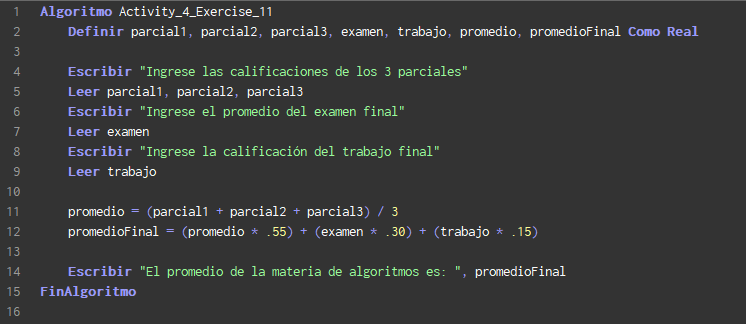 1 Algoritmo Activity_4_Exercise_11
2 Definir parcial1, parcial2, parcial3, examen, trabajo, promedio, promedioFinal Como Real
3
4 Escribir "Ingrese las calificaciones de los 3 parciales"
5 Leer parcial1, parcial2, parcial3
6 Escribir "Ingrese el promedio del examen final"
7 Leer examen
8 Escribir "Ingrese la calificación del trabajo final"
9 Leer trabajo
10
11 promedio = (parcial1 + parcial2 + parcial3) / 3
12 promedioFinal = (promedio * .55) + (examen * .30) + (trabajo * .15)
13
14 Escribir "El promedio de la materia de algoritmos es: ", promedioFinal
15 FinAlgoritmo
16